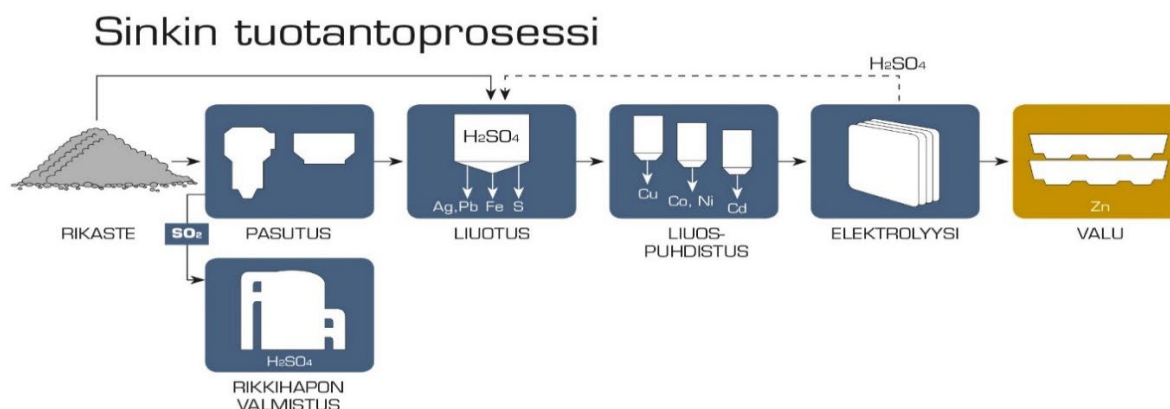 Sinkin tuotantoprosessi
H₂SO₄
H₂SO₄
Ag,Pb Fe S
Cu
Co, Ni
Cd
Zn
RIKASTE
SO₂
PASUTUS
LIUOTUS
LIUOS-
PUHDISTUS
ELEKTROLYYSI
VALU
H₂SO₄
RIKKIHAPON
VALMISTUS